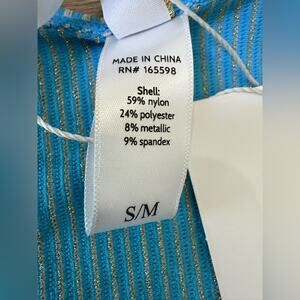 MADE IN CHINA
RN# 165598
Shell:
59% nylon
24% polyester
8% metallic
9% spandex
S/M